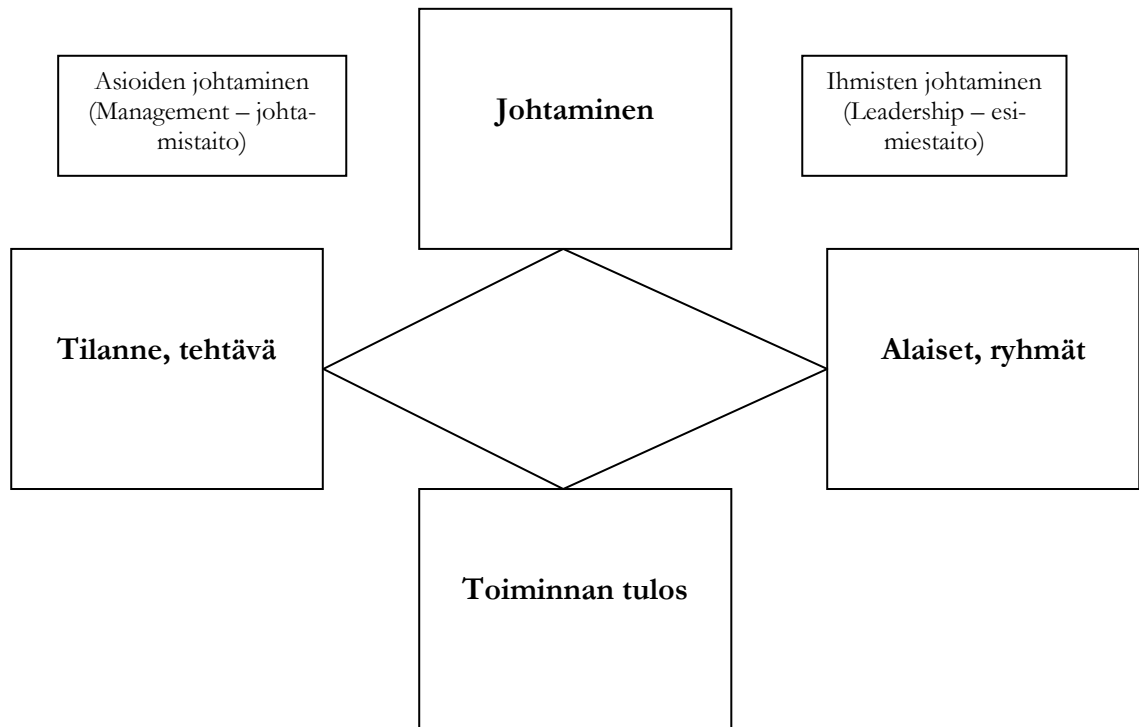 Asioiden johtaminen
(Management – johta-
mistaito)
Johtaminen
Ihmisten johtaminen
(Leadership – esi-
miestaito)
Tilanne, tehtävä
Alaiset, ryhmät
Toiminnan tulos